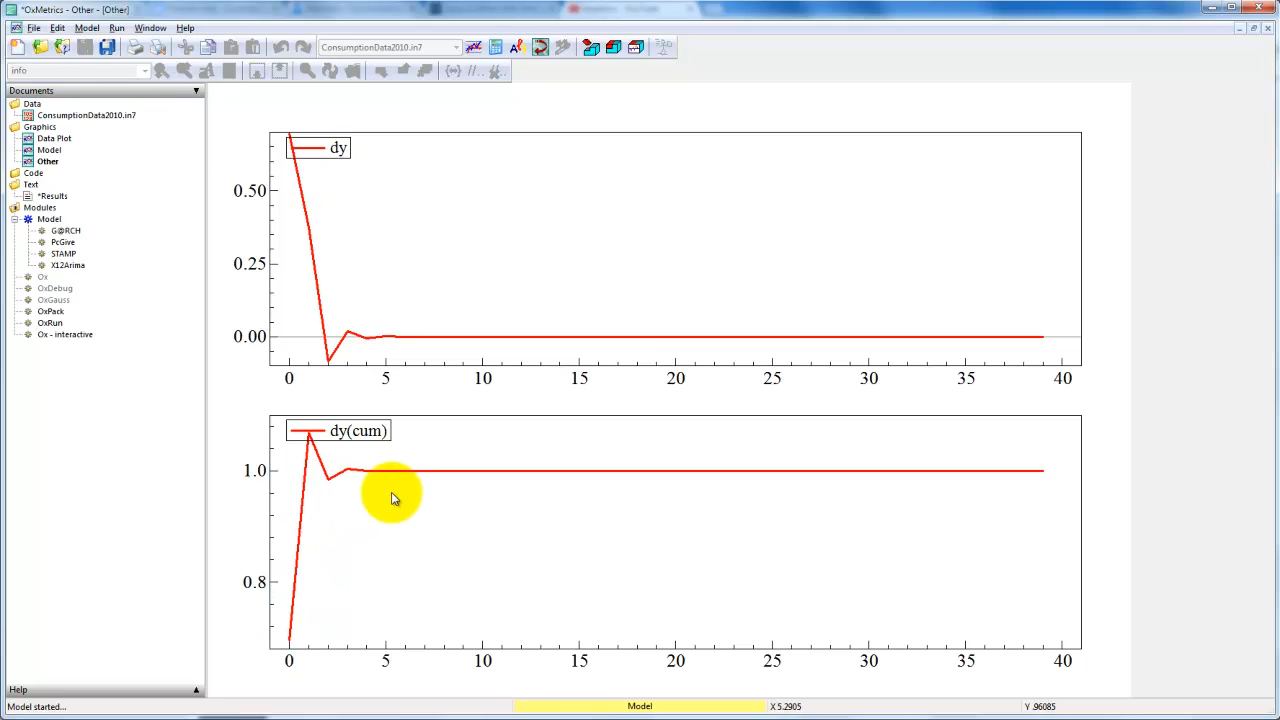 *OxMetrics - Other - [Other]
File Edit Model Run Window Help
ConsumptionData2010.in7
info
Documents
Data
ConsumptionData2010.in7
Graphics
Data Plot
Model
Other
Code
Text
*Results
Modules
Model
G@RCH
PcGive
STAMP
X12Arima
Ox
OxDebug
OxGauss
OxPack
OxRun
Ox - interactive
dy
0.50
0.25
0.00
0 5 10 15 20 25 30 35 40
dy(cum)
1.0
0.8
0 5 10 15 20 25 30 35 40
Help
Model started... Model X 5.2905 Y .96085